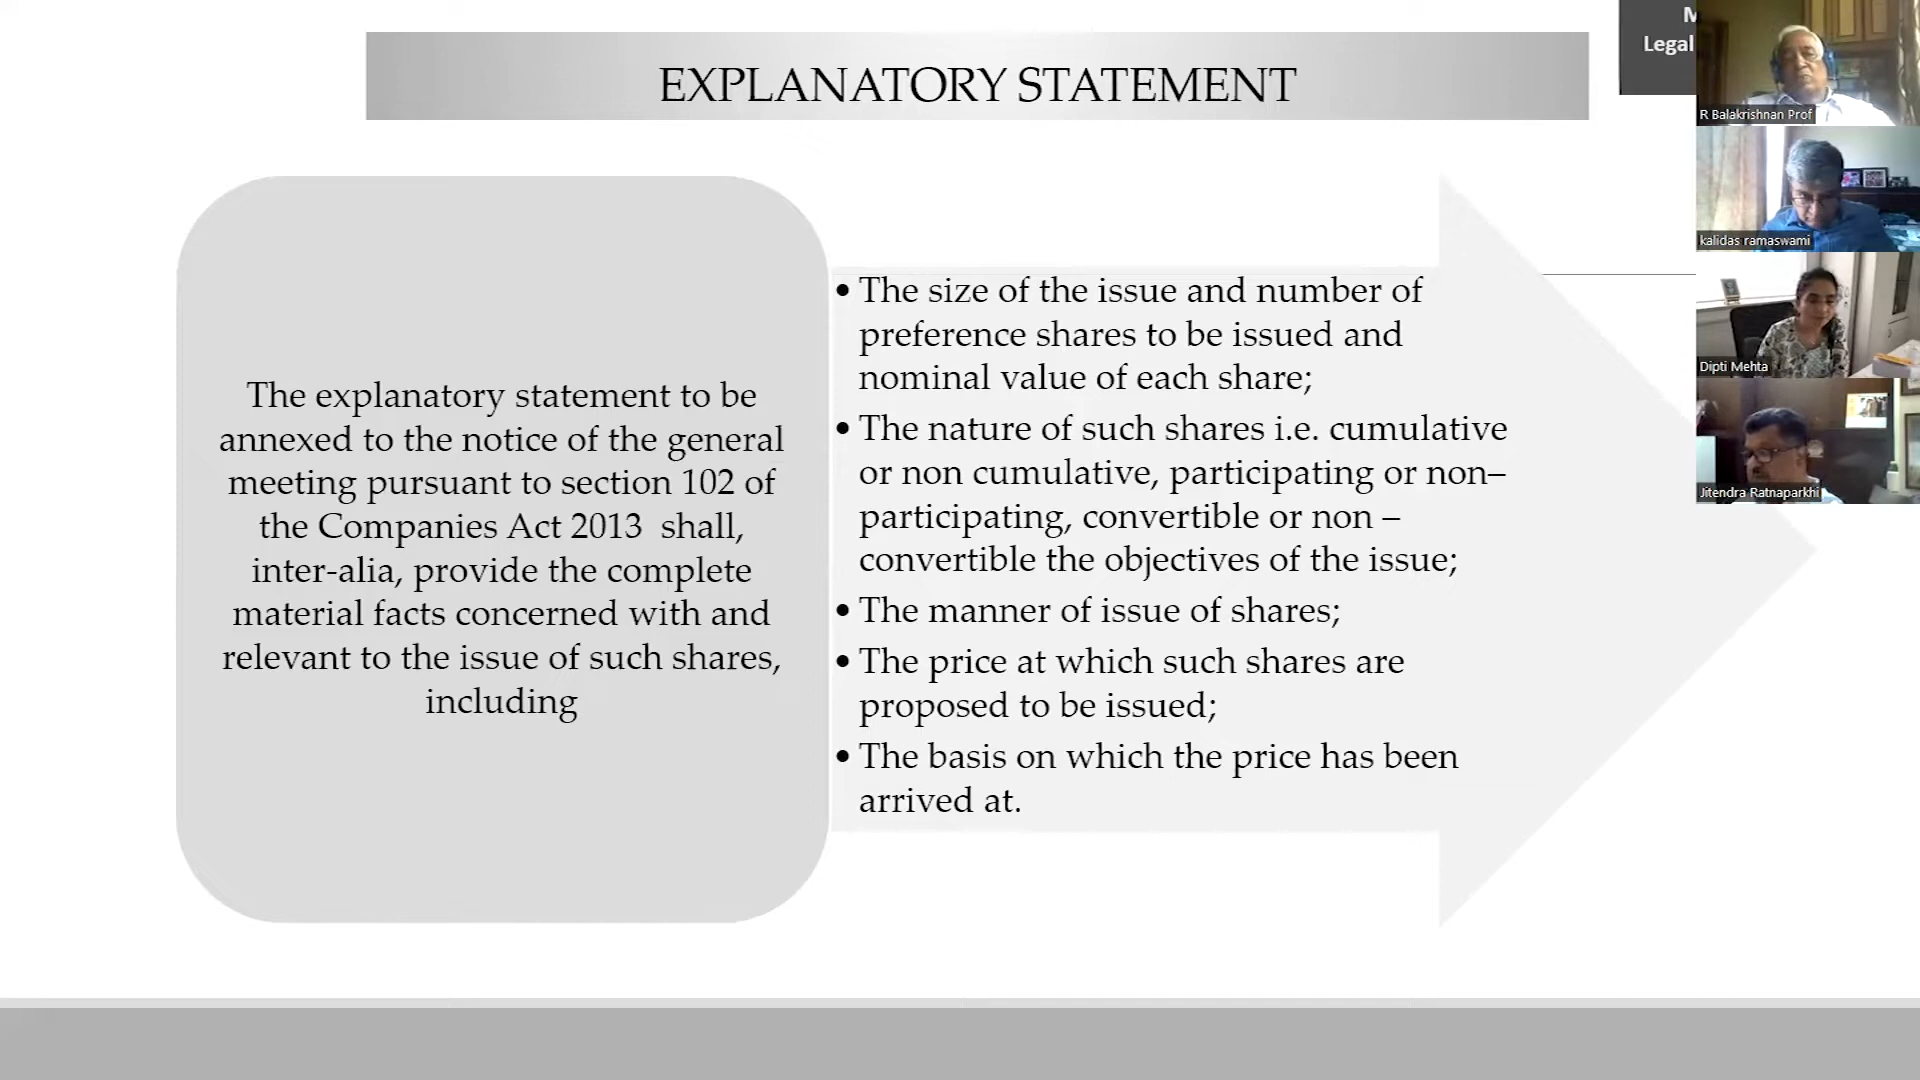 EXPLANATORY STATEMENT
The explanatory statement to be
annexed to the notice of the general
meeting pursuant to section 102 of
the Companies Act 2013 shall,
inter-alia, provide the complete
material facts concerned with and
relevant to the issue of such shares,
including
• The size of the issue and number of
preference shares to be issued and
nominal value of each share;
• The nature of such shares i.e. cumulative
or non cumulative, participating or non–
participating, convertible or non –
convertible the objectives of the issue;
• The manner of issue of shares;
• The price at which such shares are
proposed to be issued;
• The basis on which the price has been
arrived at.
Legal
R Balakrishnan Prof
kalidas ramaswami
Dipti Mehta
Jitendra Ratnaparkhi